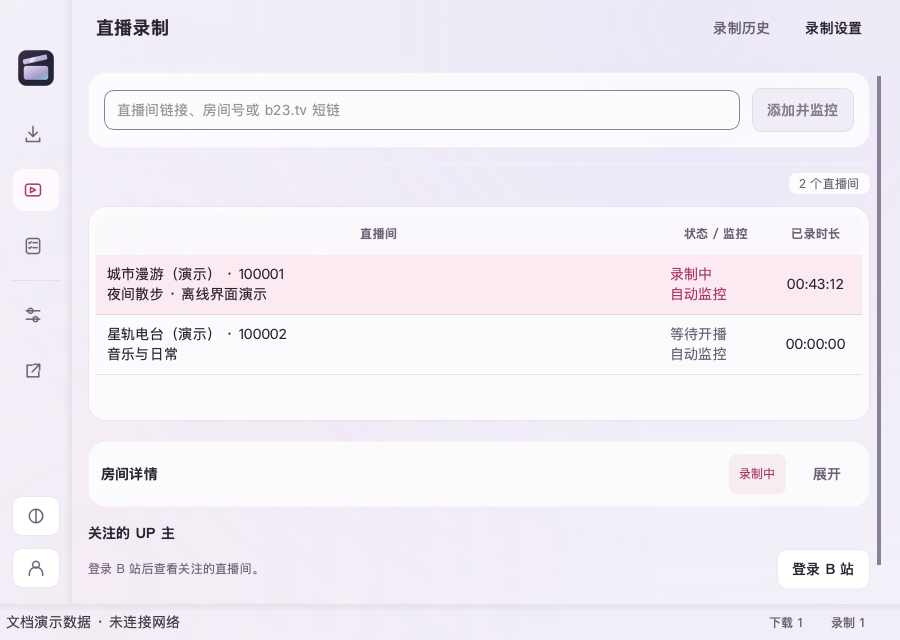 直播录制
录制历史
录制设置
直播间链接、房间号或 b23.tv 短链
添加并监控
2 个直播间
直播间
状态 / 监控
已录时长
城市漫游（演示） · 100001
夜间散步 · 离线界面演示
录制中
自动监控
00:43:12
星轨电台（演示） · 100002
音乐与日常
等待开播
自动监控
00:00:00
房间详情
录制中
展开
关注的 UP 主
登录 B 站后查看关注的直播间。
登录 B 站
文档演示数据 · 未连接网络
下载 1
录制 1